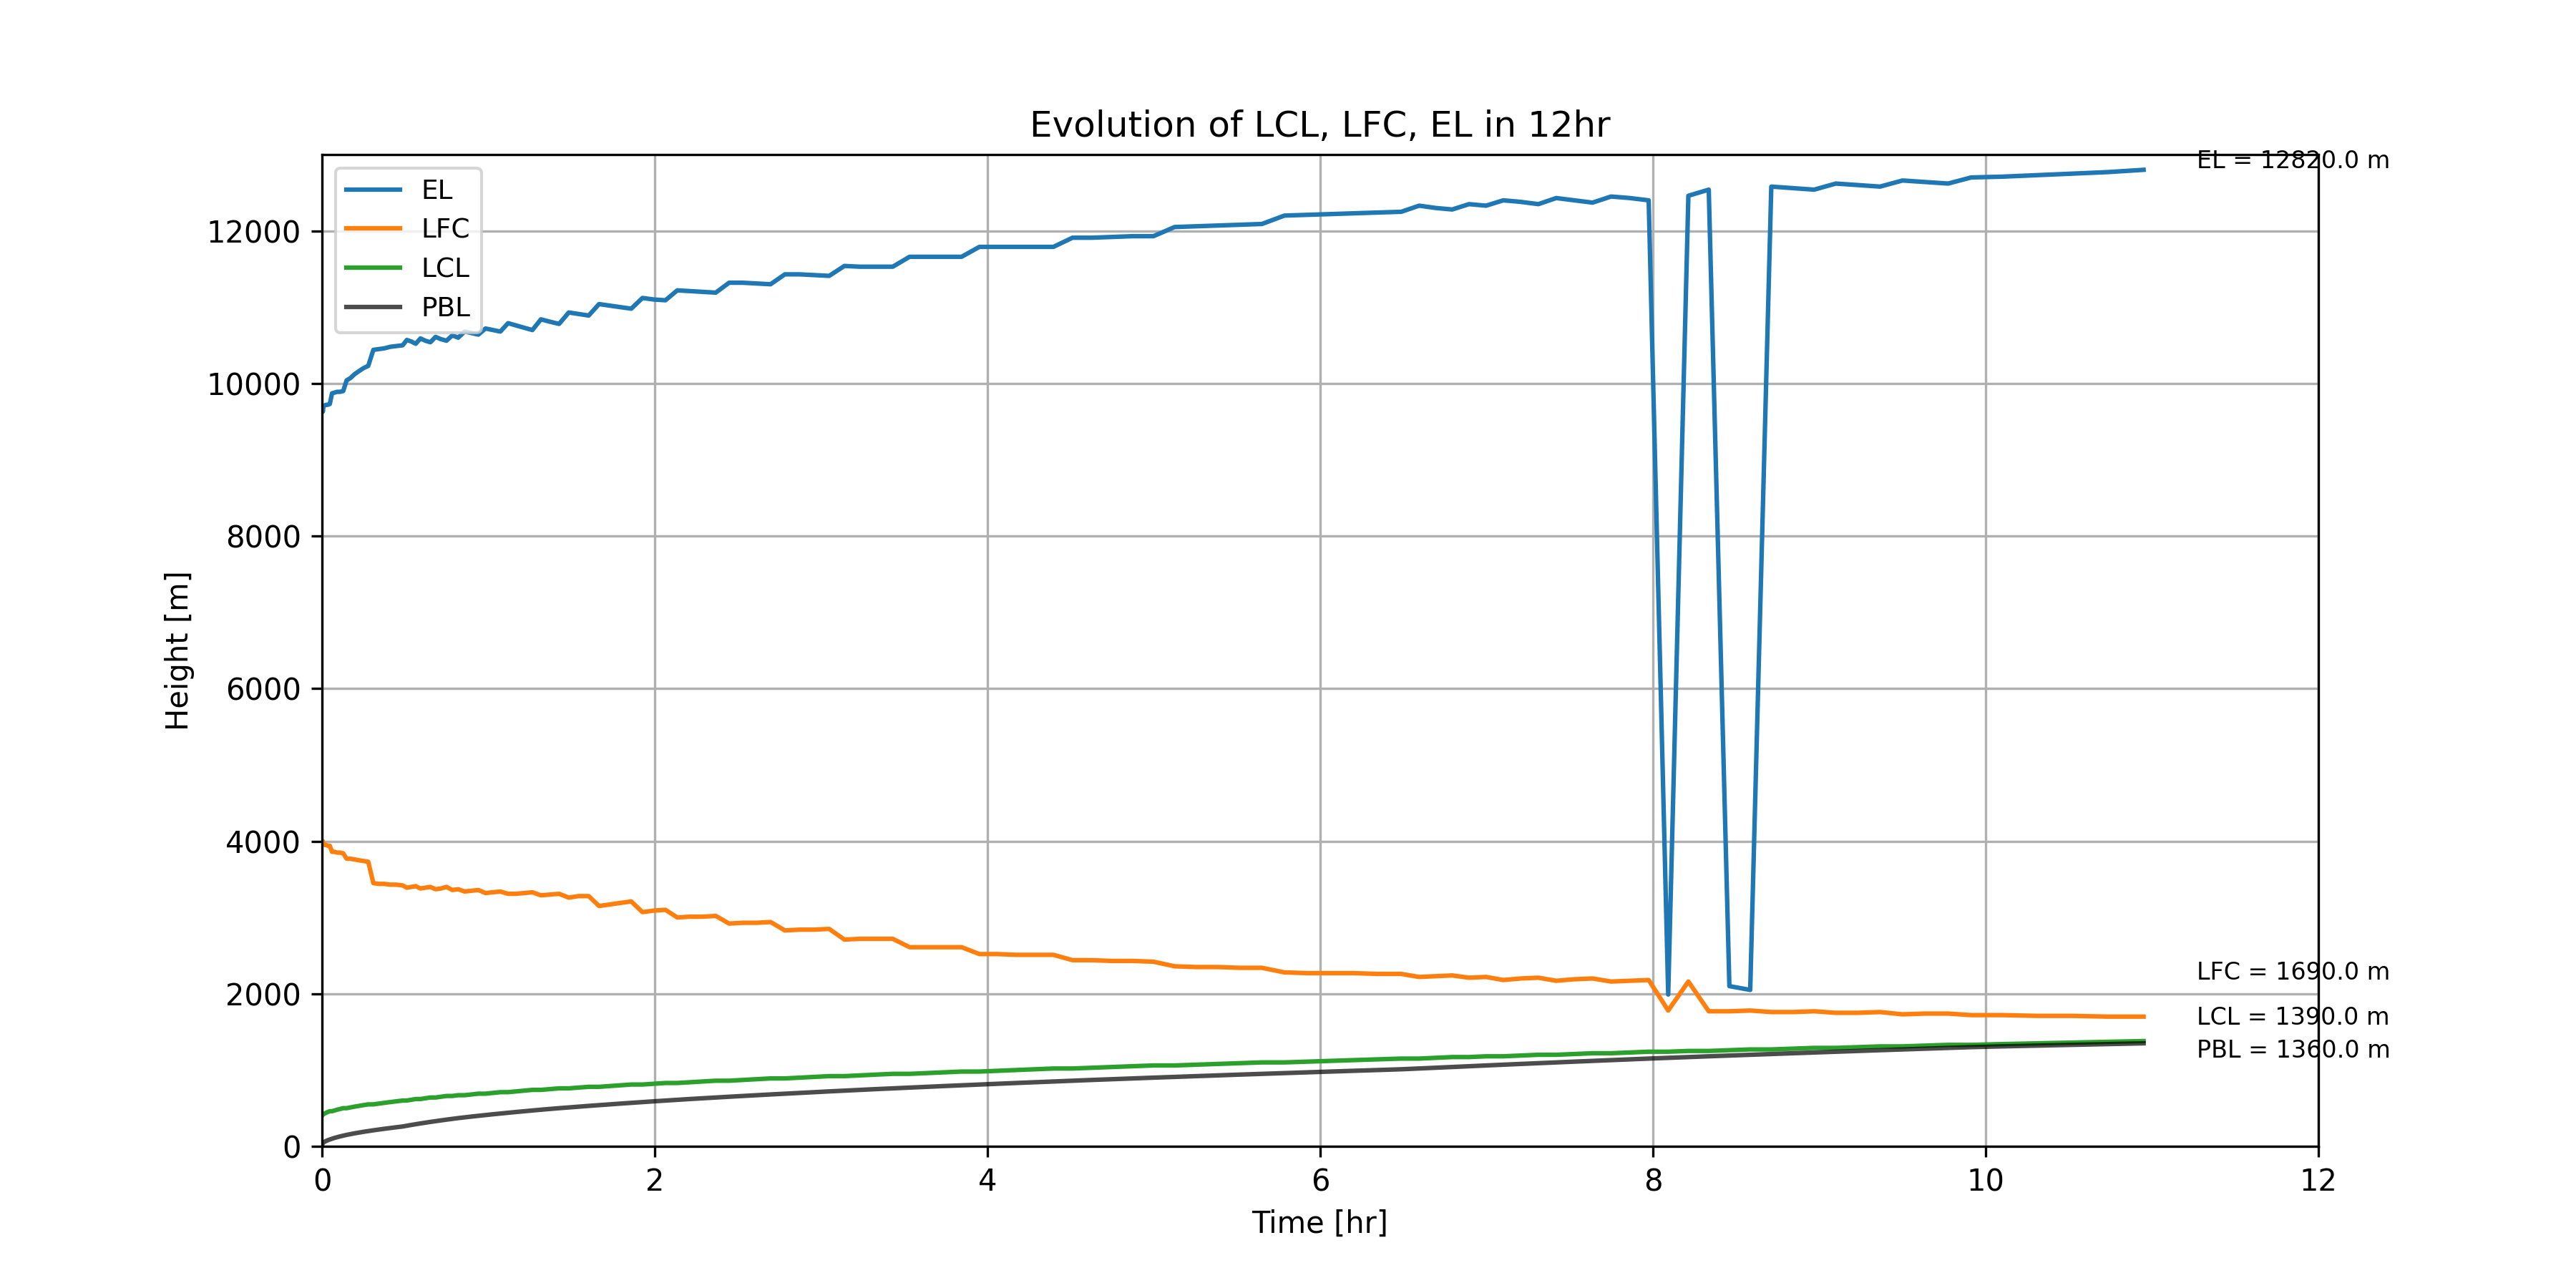 Evolution of LCL, LFC, EL in 12hr
EL
LFC
LCL
PBL
EL = 12820.0 m
LFC = 1690.0 m
LCL = 1390.0 m
PBL = 1360.0 m
Height [m]
12000
10000
8000
6000
4000
2000
0
0 2 4 6 8 10 12
Time [hr]